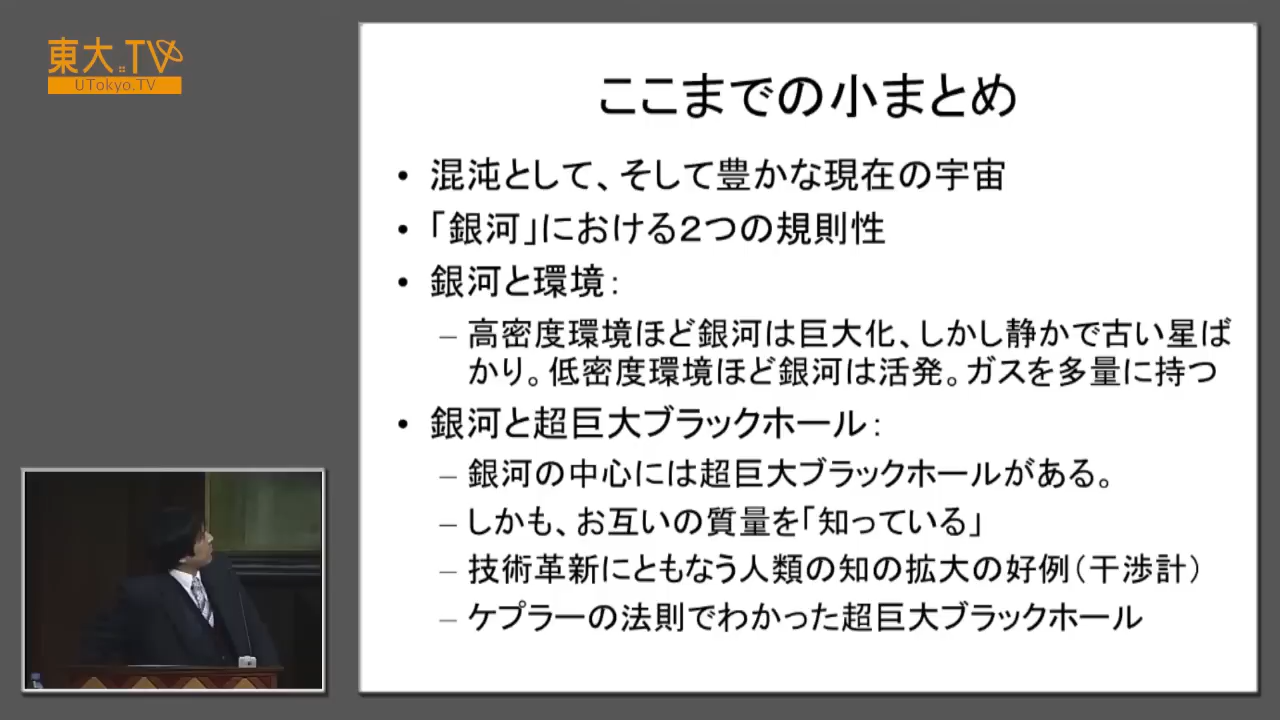 東大.TV
UTokyo.TV
ここまでの小まとめ
• 混沌として、そして豊かな現在の宇宙
• 「銀河」における２つの規則性
• 銀河と環境：
– 高密度環境ほど銀河は巨大化、しかし静かで古い星ば
かり。低密度環境ほど銀河は活発。ガスを多量に持つ
• 銀河と超巨大ブラックホール：
– 銀河の中心には超巨大ブラックホールがある。
– しかも、お互いの質量を「知っている」
– 技術革新にともなう人類の知の拡大の好例（干渉計）
– ケプラーの法則でわかった超巨大ブラックホール